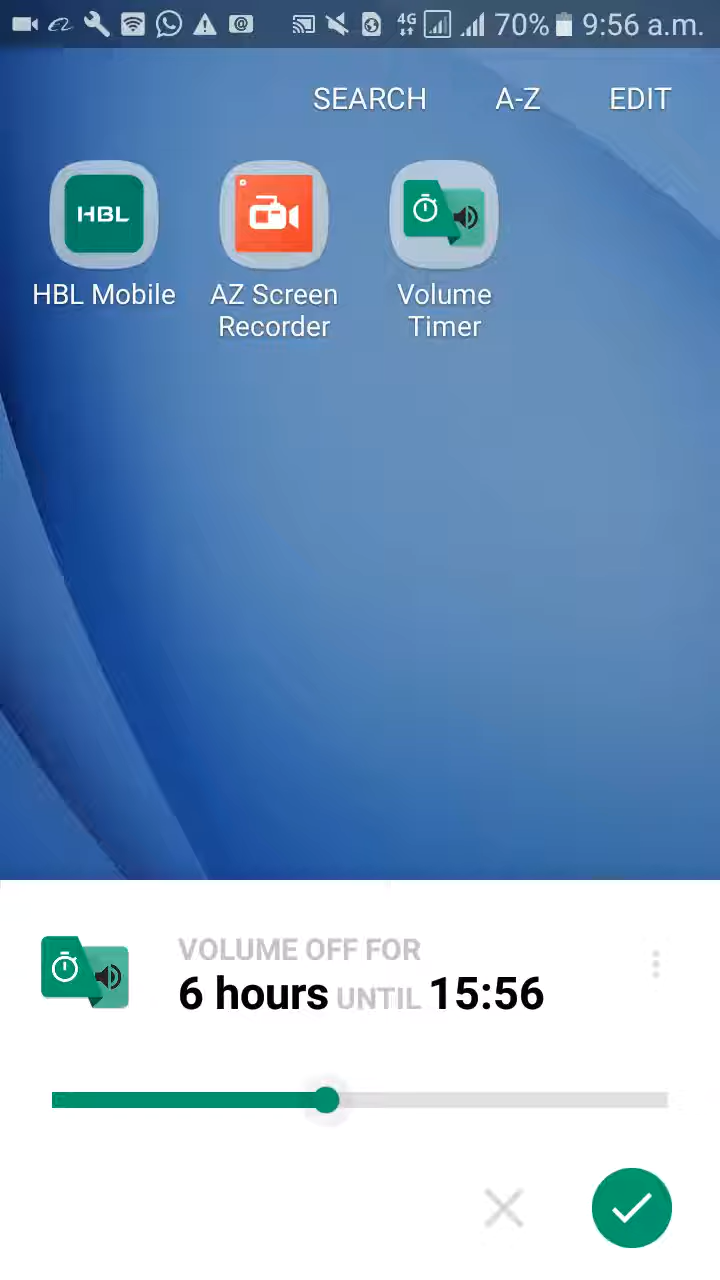 4G 70% 9:56 a.m.
SEARCH A-Z EDIT
HBL
HBL Mobile
AZ Screen
Recorder
Volume
Timer
VOLUME OFF FOR
6 hours UNTIL 15:56